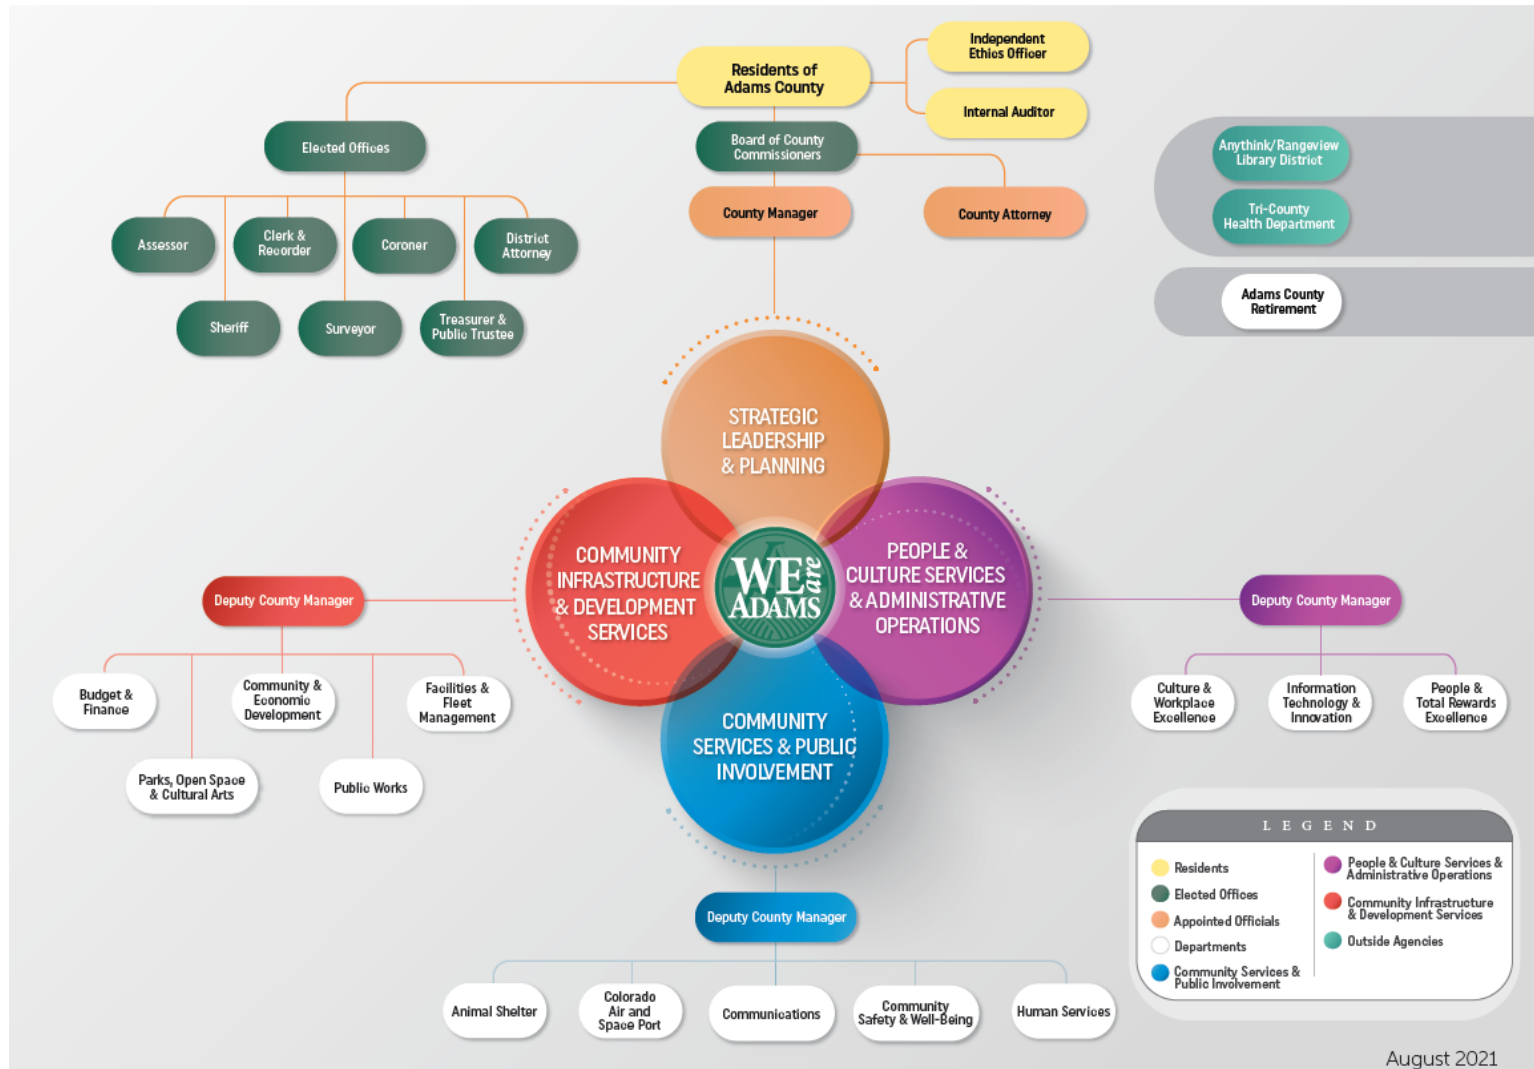 Independent
Ethics Officer
Residents of
Adams County
Internal Auditor
Elected Offices
Board of County
Commissioners
Anythink/Rangeview
Library District
County Manager
County Attorney
Tri-County
Health Department
Assessor
Clerk &
Recorder
Coroner
District
Attorney
Adams County
Retirement
Sheriff
Surveyor
Treasurer &
Public Trustee
STRATEGIC
LEADERSHIP
& PLANNING
COMMUNITY
INFRASTRUCTURE
& DEVELOPMENT
SERVICES
WE are
ADAMS
PEOPLE &
CULTURE SERVICES
& ADMINISTRATIVE
OPERATIONS
COMMUNITY
SERVICES & PUBLIC
INVOLVEMENT
Deputy County Manager
Budget &
Finance
Community &
Economic
Development
Facilities &
Fleet
Management
Parks, Open Space
& Cultural Arts
Public Works
Deputy County Manager
Culture &
Workplace
Excellence
Information
Technology &
Innovation
People &
Total Rewards
Excellence
Deputy County Manager
Animal Shelter
Colorado
Air and
Space Port
Communications
Community
Safety & Well-Being
Human Services
LEGEND
Residents
Elected Offices
Appointed Officials
Departments
Community Services &
Public Involvement
People & Culture Services &
Administrative Operations
Community Infrastructure
& Development Services
Outside Agencies
August 2021